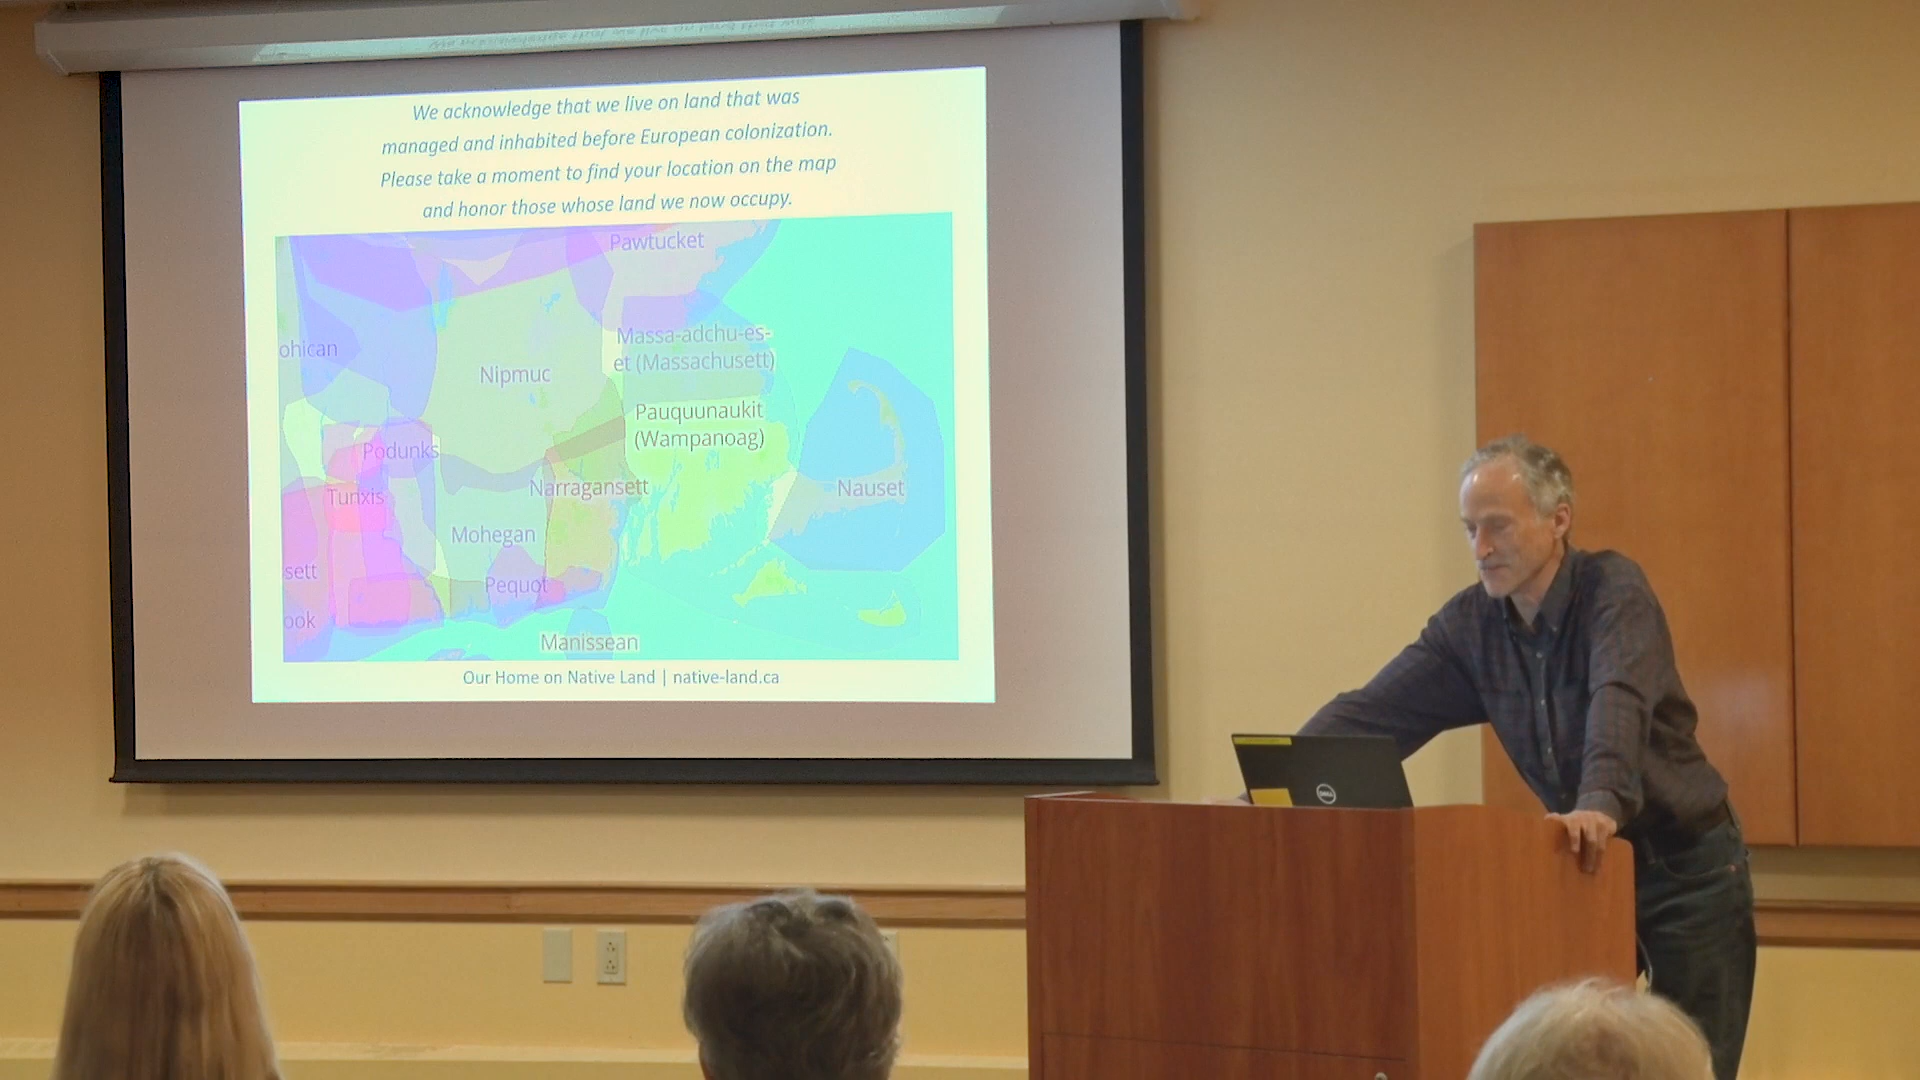 We acknowledge that we live on land that was
managed and inhabited before European colonization.
Please take a moment to find your location on the map
and honor those whose land we now occupy.
Pawtucket
ohican
Nipmuc
Massa-adchu-es-
et (Massachusett)
Pauquunaukit
(Wampanoag)
Podunks
Tunxis
Narragansett
Nauset
Mohegan
sett
Pequot
ook
Manissean
Our Home on Native Land | native-land.ca
DELL